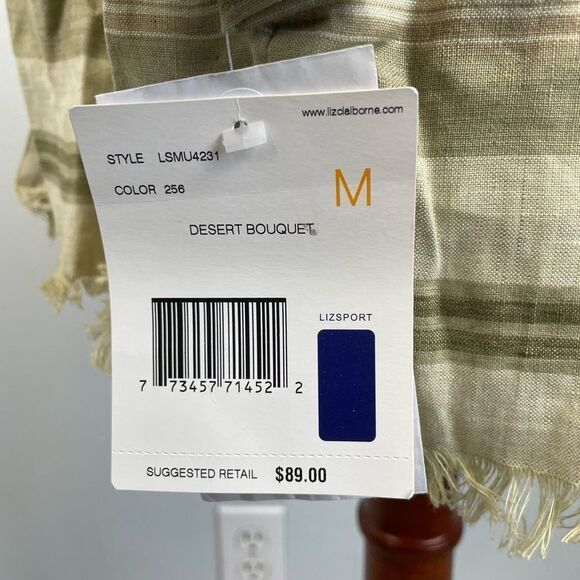 www.lizclaiborne.com
STYLE LSMU4231
COLOR 256
M
DESERT BOUQUET
LIZSPORT
7 73457 71452 2
SUGGESTED RETAIL $89.00